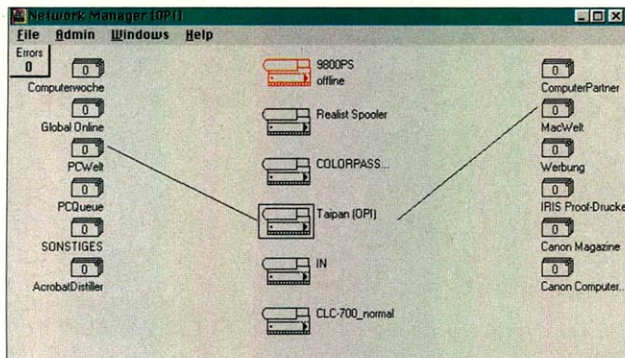 Network Manager (OPI)
File Admin Windows Help
Errors
0
0
Computerwoche
0
Global Online
0
PCWelt
0
PCQueue
0
SONSTIGES
0
AcrobatDistiller
9800PS
offline
Realist Spooler
COLORPASS...
Taipan (OPI)
IN
CLC-700_normal
0
ComputerPartner
0
MacWelt
0
Werbung
0
IRIS Proof-Drucke
0
Canon Magazine
0
Canon Computer...